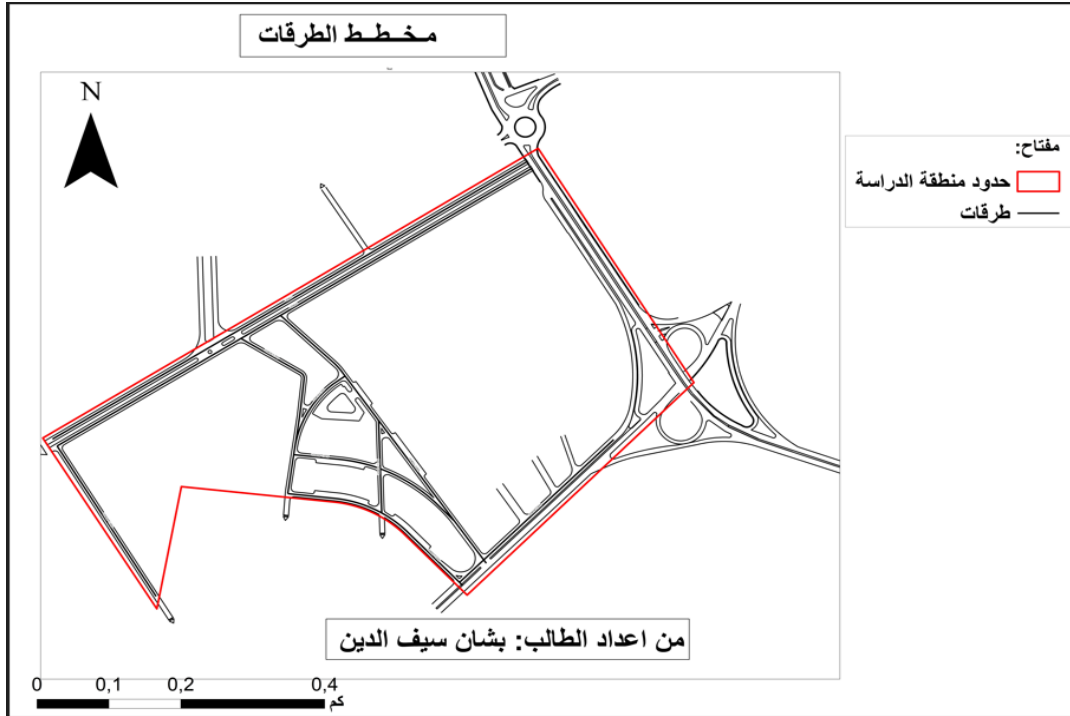 مـخــطــط الطرقات
N
مفتاح:
حدود منطقة الدراسة
طرقات
من اعداد الطالب: بشان سيف الدين
0 0,1 0,2 0,4
كم